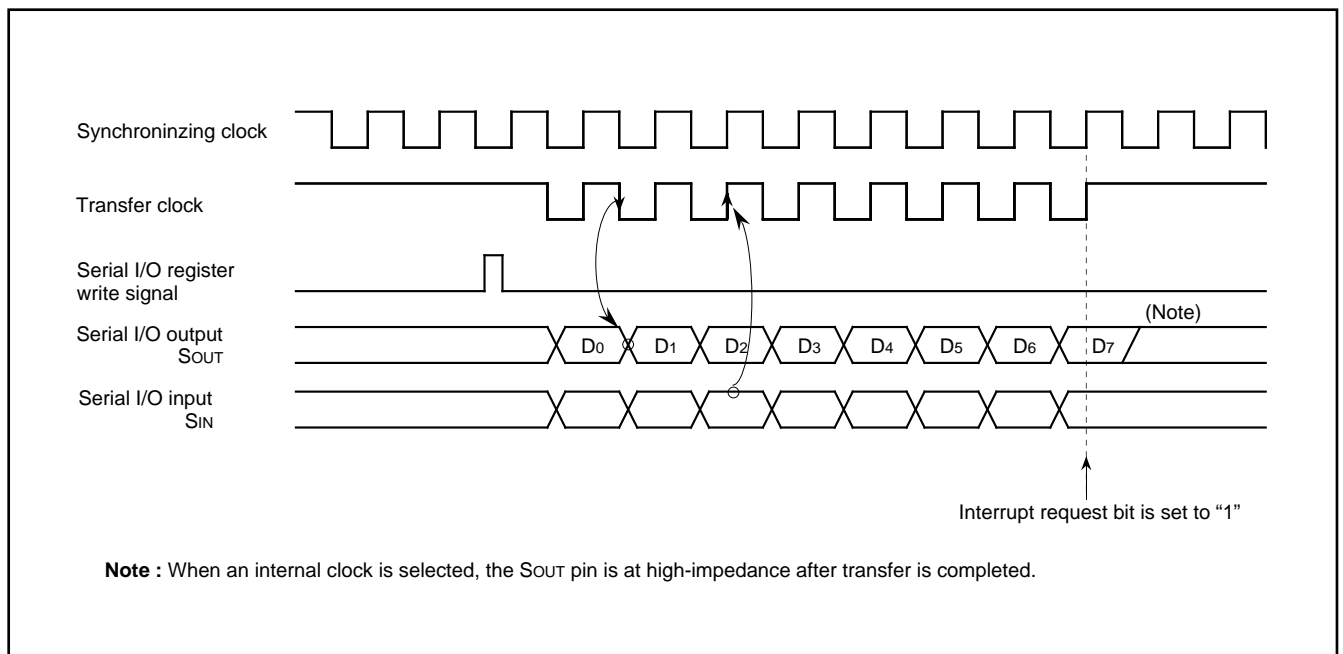 Synchroninzing clock
Transfer clock
Serial I/O register
write signal
(Note)
Serial I/O output
SOUT
D0 D1 D2 D3 D4 D5 D6 D7
Serial I/O input
SIN
Interrupt request bit is set to “1”
Note : When an internal clock is selected, the SOUT pin is at high-impedance after transfer is completed.